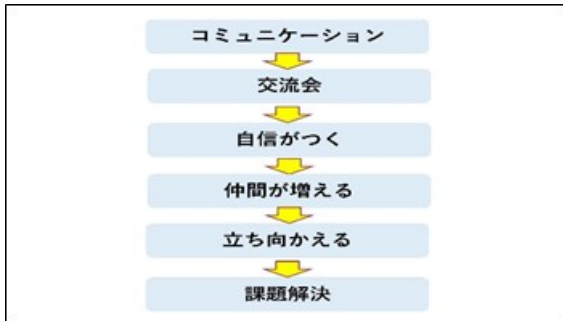 コミュニケーション
交流会
自信がつく
仲間が増える
立ち向かえる
課題解決